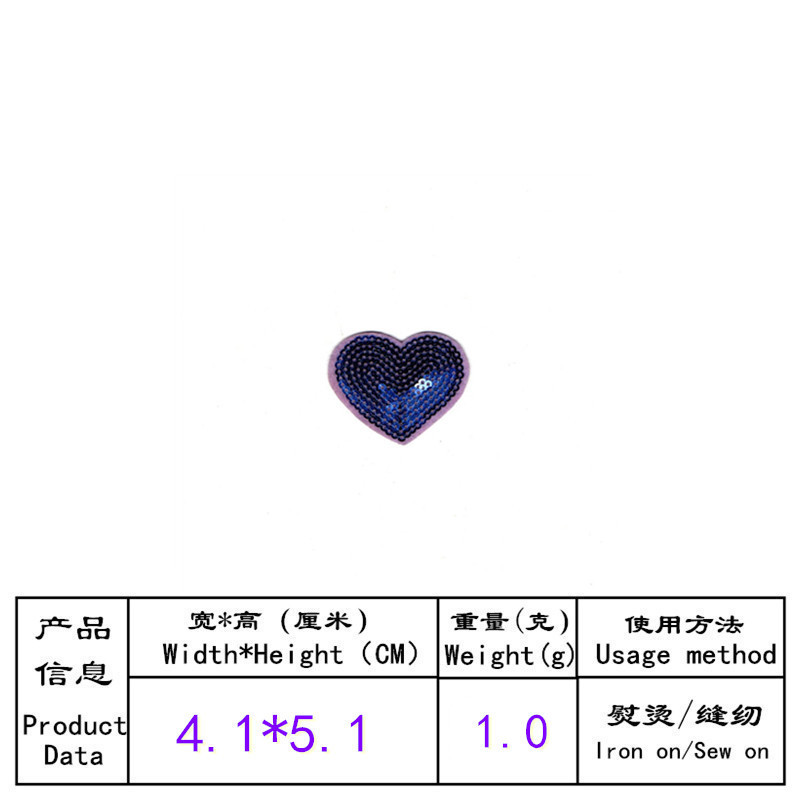 产品
信息
Product
Data
宽*高 (厘米)
Width*Height (CM)
重量(克)
Weight(g)
使用方法
Usage method
4.1*5.1
1.0
熨烫/缝纫
Iron on/Sew on